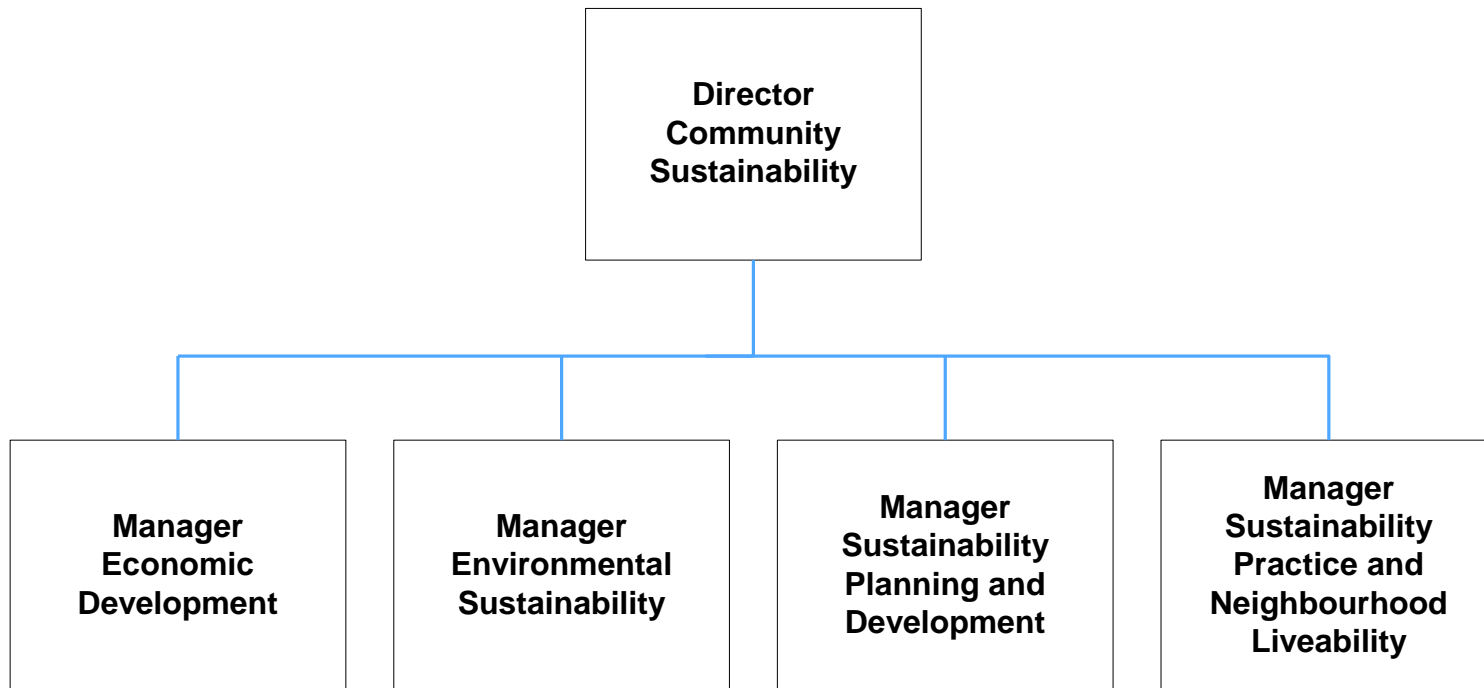 Director
Community
Sustainability
Manager
Economic
Development
Manager
Environmental
Sustainability
Manager
Sustainability
Planning and
Development
Manager
Sustainability
Practice and
Neighbourhood
Liveability